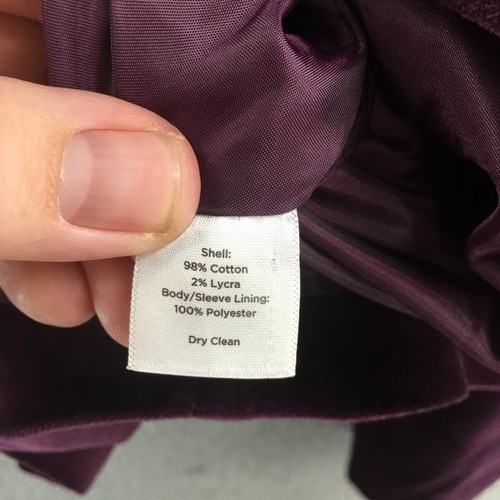 Shell:
98% Cotton
2% Lycra
Body/Sleeve Lining:
100% Polyester
Dry Clean